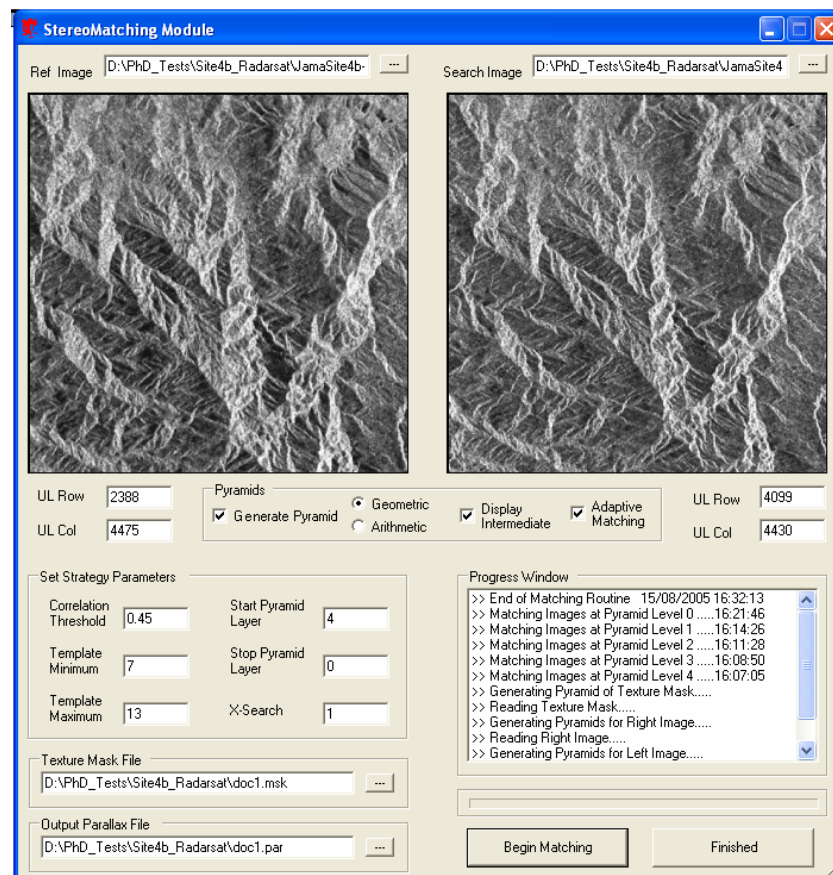 StereoMatching Module
Ref Image D:\PhD_Tests\Site4b_Radarsat\JamaSite4b- ...
Search Image D:\PhD_Tests\Site4b_Radarsat\JamaSite4 ...
UL Row 2388
UL Col 4475
Pyramids
Generate Pyramid
Geometric
Arithmetic
Display
Intermediate
Adaptive
Matching
UL Row 4099
UL Col 4430
Set Strategy Parameters
Correlation
Threshold 0.45
Start Pyramid
Layer 4
Template
Minimum 7
Stop Pyramid
Layer 0
Template
Maximum 13
X-Search 1
Progress Window
>> End of Matching Routine 15/08/2005 16:32:13
>> Matching Images at Pyramid Level 0 .....16:21:46
>> Matching Images at Pyramid Level 1 .....16:14:26
>> Matching Images at Pyramid Level 2 .....16:11:28
>> Matching Images at Pyramid Level 3 .....16:08:50
>> Matching Images at Pyramid Level 4 .....16:07:05
>> Generating Pyramid of Texture Mask.....
>> Reading Texture Mask.....
>> Generating Pyramids for Right Image.....
>> Reading Right Image.....
>> Generating Pyramids for Left Image.....
Texture Mask File
D:\PhD_Tests\Site4b_Radarsat\doc1.msk ...
Output Parallax File
D:\PhD_Tests\Site4b_Radarsat\doc1.par ...
Begin Matching
Finished